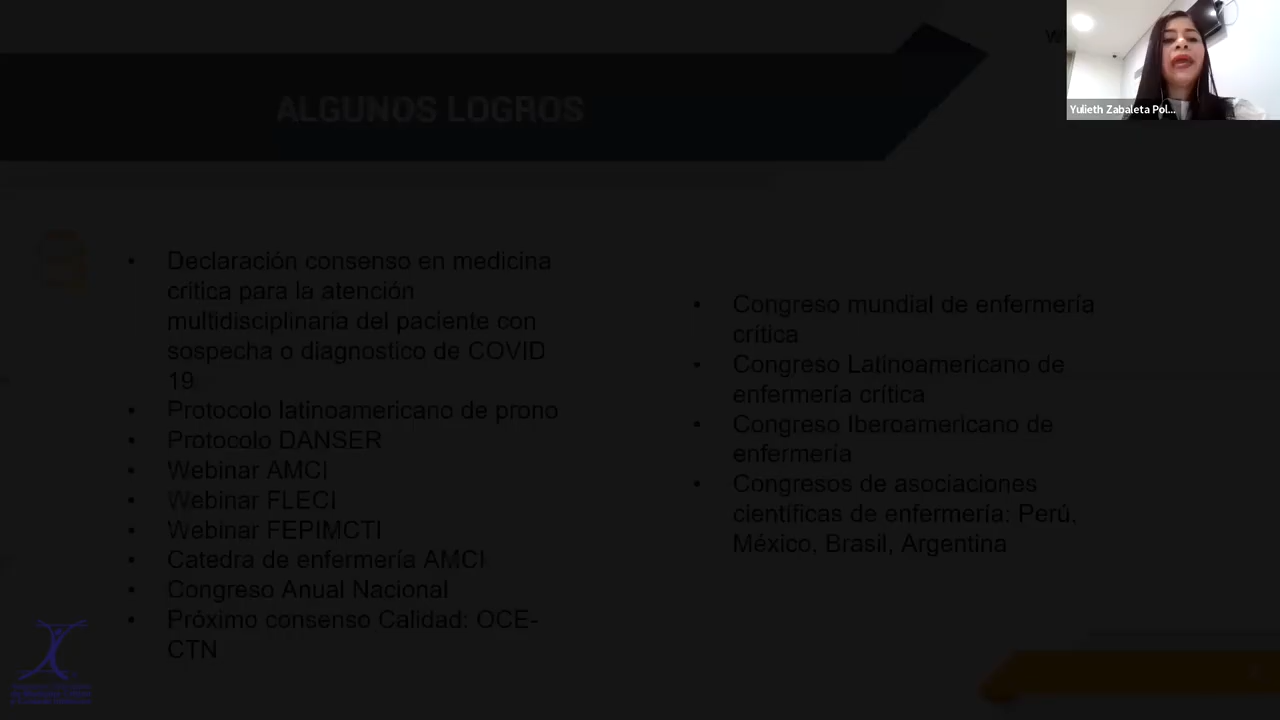 Yulieth Zabaleta Pol...
ALGUNOS LOGROS
• Declaración consenso en medicina
crítica para la atención
multidisciplinaria del paciente con
sospecha o diagnostico de COVID
19
• Protocolo latinoamericano de prono
• Protocolo DANSER
• Webinar AMCI
• Webinar FLECI
• Webinar FEPIMCTI
• Catedra de enfermería AMCI
• Congreso Anual Nacional
• Próximo consenso Calidad: OCE-
CTN
• Congreso mundial de enfermería
crítica
• Congreso Latinoamericano de
enfermería crítica
• Congreso Iberoamericano de
enfermería
• Congresos de asociaciones
científicas de enfermería: Perú,
México, Brasil, Argentina